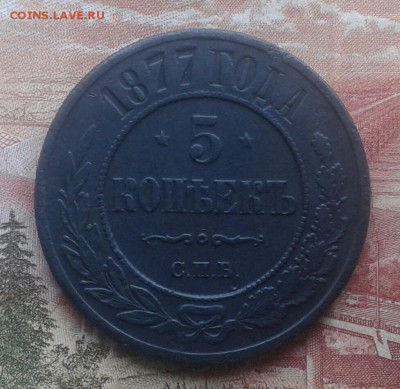 COINS.LAVE.RU
1877 ГОДА
5
КОПѢЕКЪ
С.П.Б.